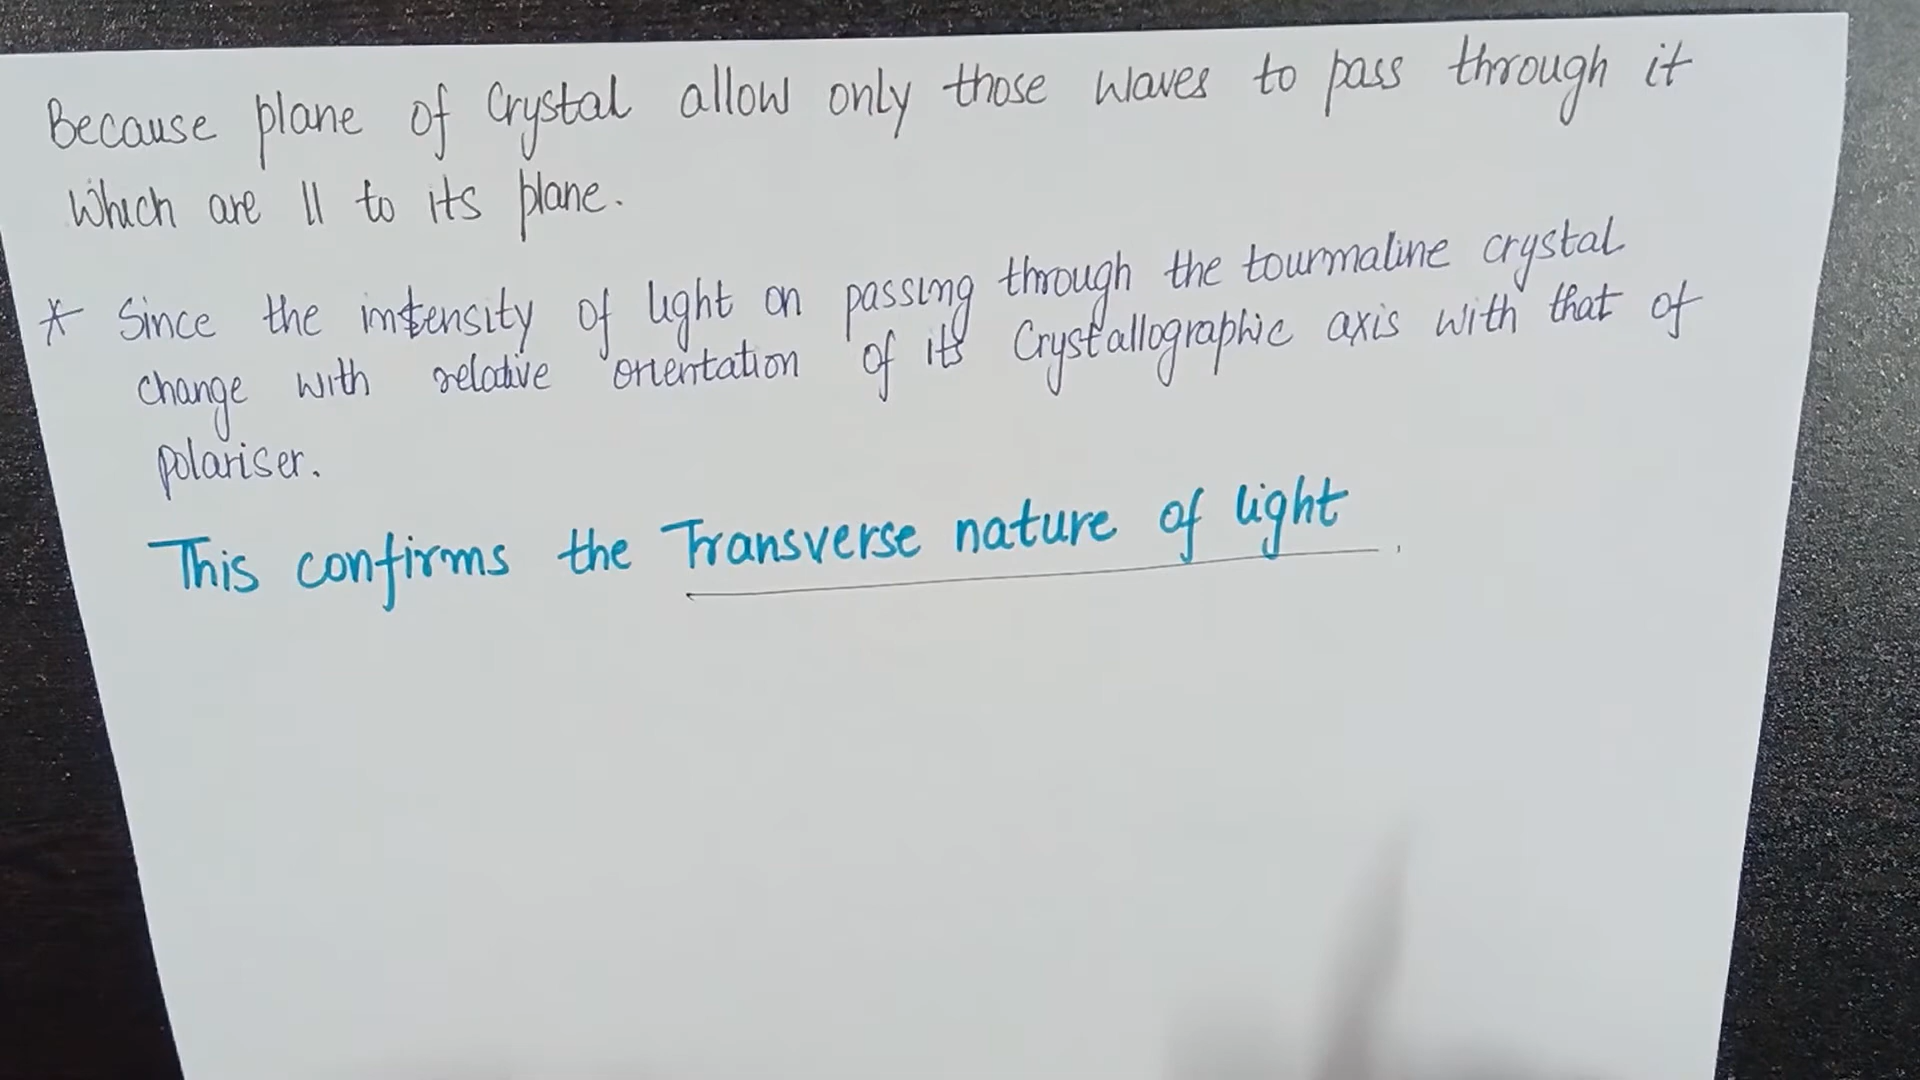 Because plane of Crystal allow only those waves to pass through it
Which are || to its plane.
* Since the intensity of light on passing through the tourmaline crystal
change with relative orientation of its Crystallographic axis with that of
polariser.
This confirms the Transverse nature of light.